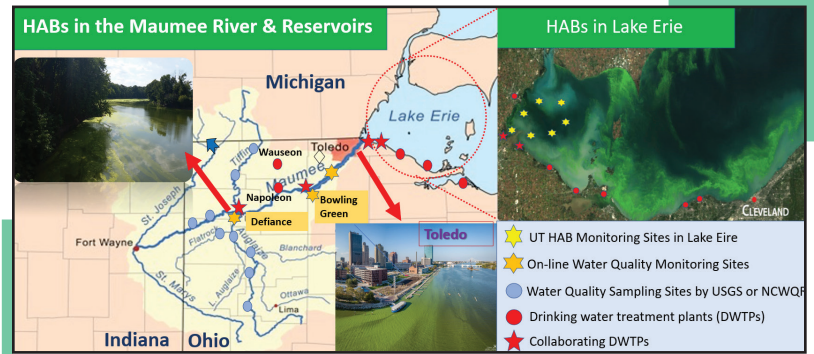 HABs in the Maumee River & Reservoirs
HABs in Lake Erie
Michigan
Lake Erie
Toledo
Wauseon
Tiffin
Maumee
Napoleon
St. Joseph
Bowling
Green
Defiance
Toledo
Fort Wayne
Flatrock
Auglaize
Blanchard
St. Marys
L. Auglaize
Ottawa
Lima
Indiana
Ohio
CLEVELAND
UT HAB Monitoring Sites in Lake Eire
On-line Water Quality Monitoring Sites
Water Quality Sampling Sites by USGS or NCWQR
Drinking water treatment plants (DWTPs)
Collaborating DWTPs